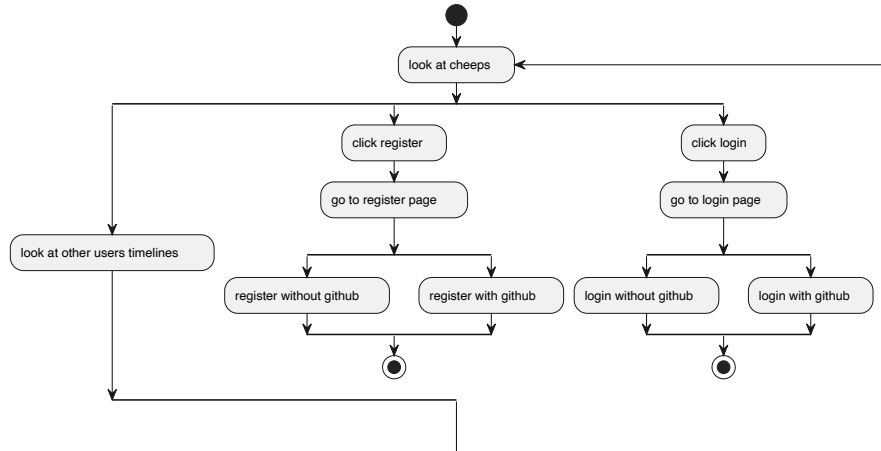 look at cheeps
click register
click login
go to register page
go to login page
look at other users timelines
register without github
register with github
login without github
login with github